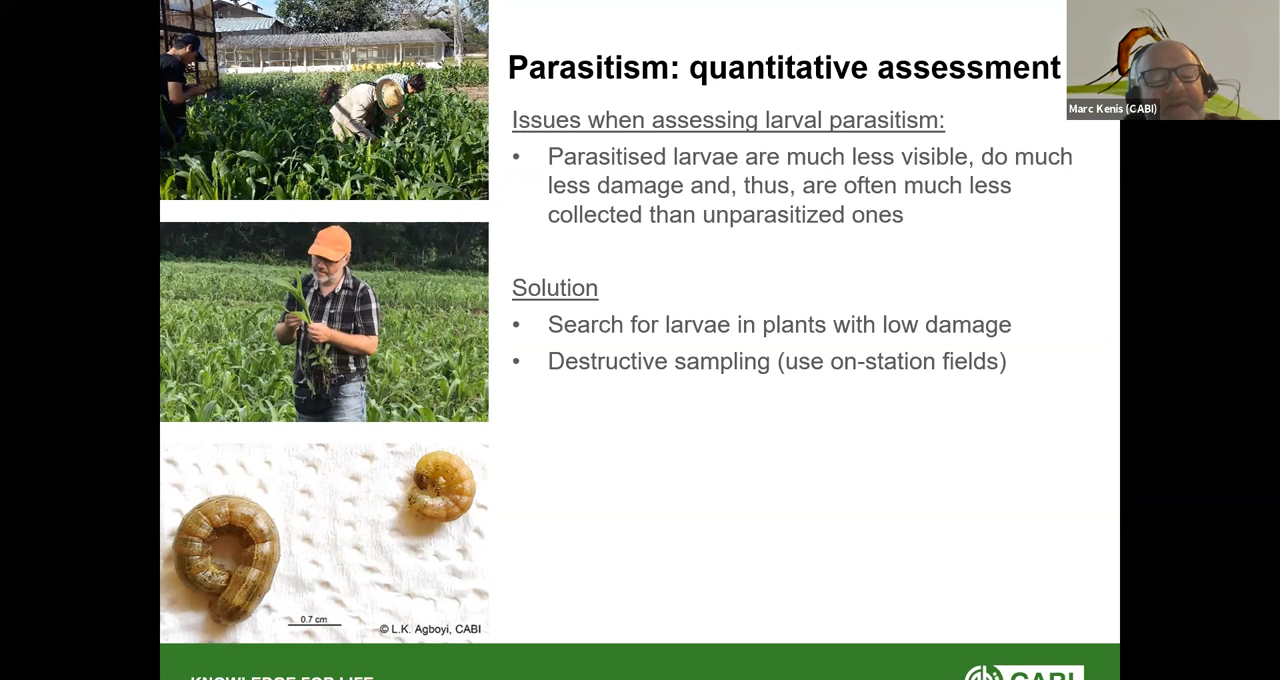 Parasitism: quantitative assessment
Marc Kenis (CABI)
Issues when assessing larval parasitism:
• Parasitised larvae are much less visible, do much
less damage and, thus, are often much less
collected than unparasitized ones
Solution
• Search for larvae in plants with low damage
• Destructive sampling (use on-station fields)
0.7 cm
© L.K. Agboyi, CABI
KNOWLEDGE FOR LIFE
CABI